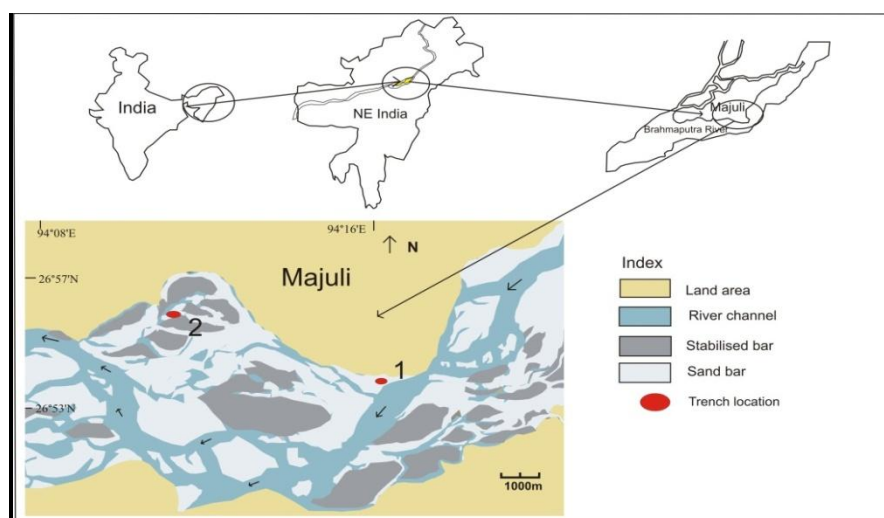 India
NE India
Majuli
Brahmaputra River
94°08'E
94°16'E
N
26°57'N
Majuli
2
1
26°53'N
1000m
Index
Land area
River channel
Stabilised bar
Sand bar
Trench location